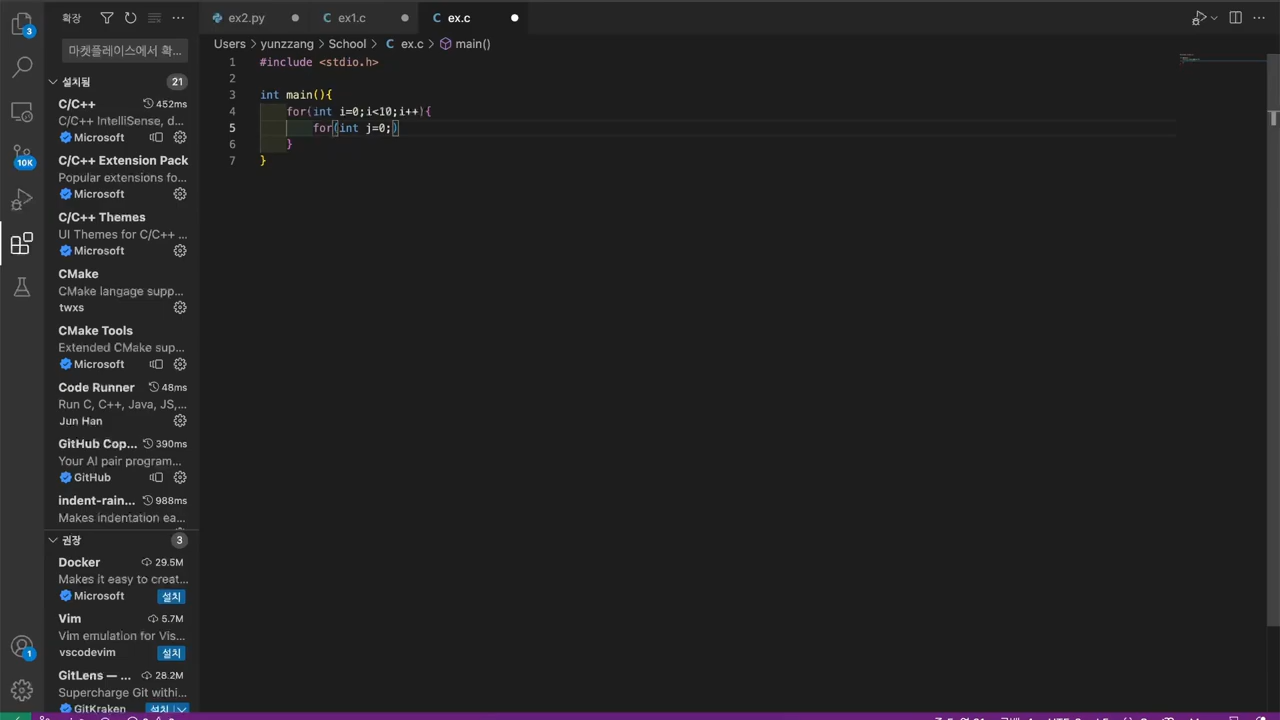 확장
ex2.py
ex1.c
ex.c
Users
yunzzang
School
ex.c
main()
마켓플레이스에서 확...
설치됨
21
C/C++
452ms
C/C++ IntelliSense, d...
Microsoft
C/C++ Extension Pack
Popular extensions fo...
Microsoft
C/C++ Themes
UI Themes for C/C++ ...
Microsoft
CMake
CMake langage supp...
twxs
CMake Tools
Extended CMake sup...
Microsoft
Code Runner
48ms
Run C, C++, Java, JS,...
Jun Han
GitHub Cop...
390ms
Your AI pair program...
GitHub
indent-rain...
988ms
Makes indentation ea...
권장
3
Docker
29.5M
Makes it easy to creat...
Microsoft
설치
Vim
5.7M
Vim emulation for Vis...
vscodevim
설치
GitLens — ...
28.2M
Supercharge Git withi...
GitKraken
설치
3
10K
1
1 #include <stdio.h>
2
3 int main(){
4 for(int i=0;i<10;i++){
5 for(int j=0;)
6 }
7 }